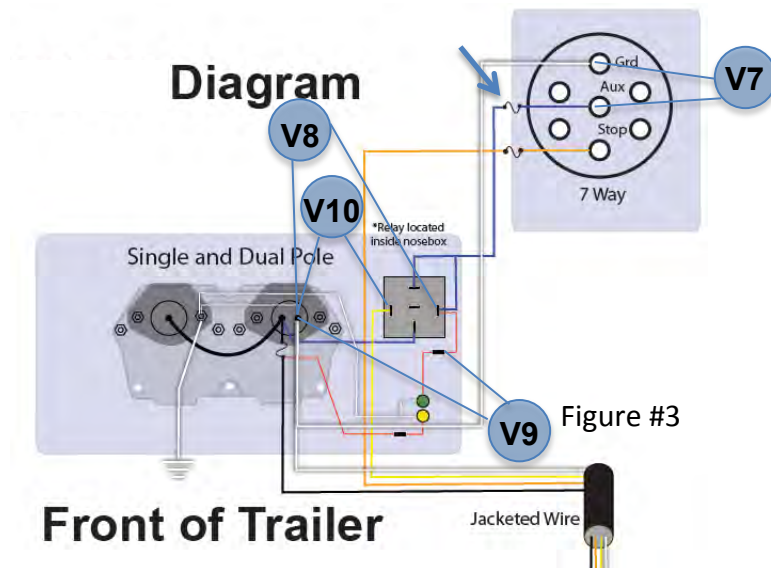 Diagram
Grd
Aux
Stop
7 Way
V7
V8
V10
*Relay located
inside nosebox
Single and Dual Pole
V9
Figure #3
Front of Trailer
Jacketed Wire